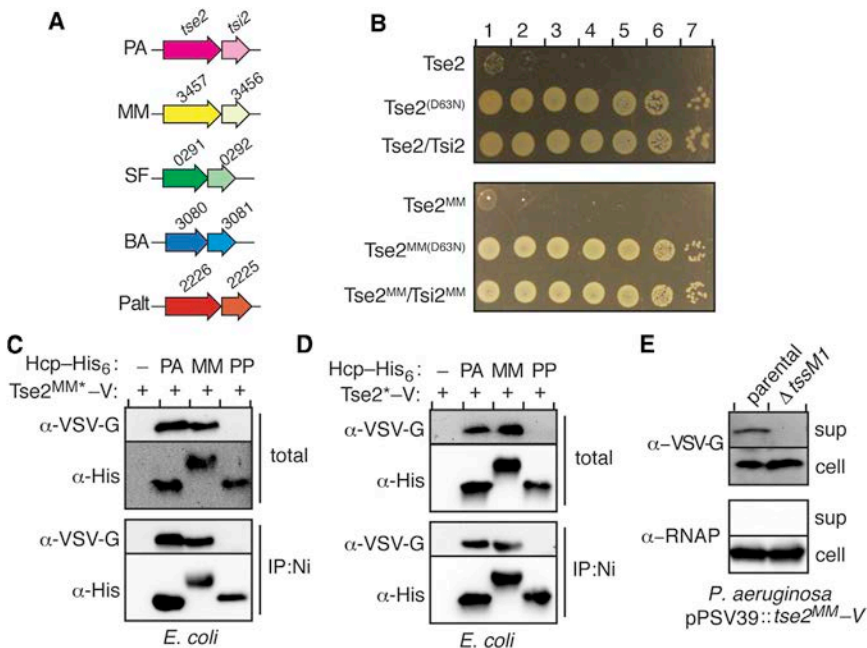 A
tse2 tsi2
PA
3457 3456
MM
0291 0292
SF
3080 3081
BA
2226 2225
Palt
B
1 2 3 4 5 6 7
Tse2
Tse2(D63N)
Tse2/Tsi2
Tse2MM
Tse2MM(D63N)
Tse2MM/Tsi2MM
C
Hcp–His6: – PA MM PP
Tse2MM*–V: + + + +
α-VSV-G
α-His
total
α-VSV-G
α-His
IP:Ni
E. coli
D
Hcp–His6: – PA MM PP
Tse2*–V: + + + +
α-VSV-G
α-His
total
α-VSV-G
α-His
IP:Ni
E. coli
E
parental ΔtssM1
α–VSV-G
sup
cell
α–RNAP
sup
cell
P. aeruginosa
pPSV39::tse2MM–V